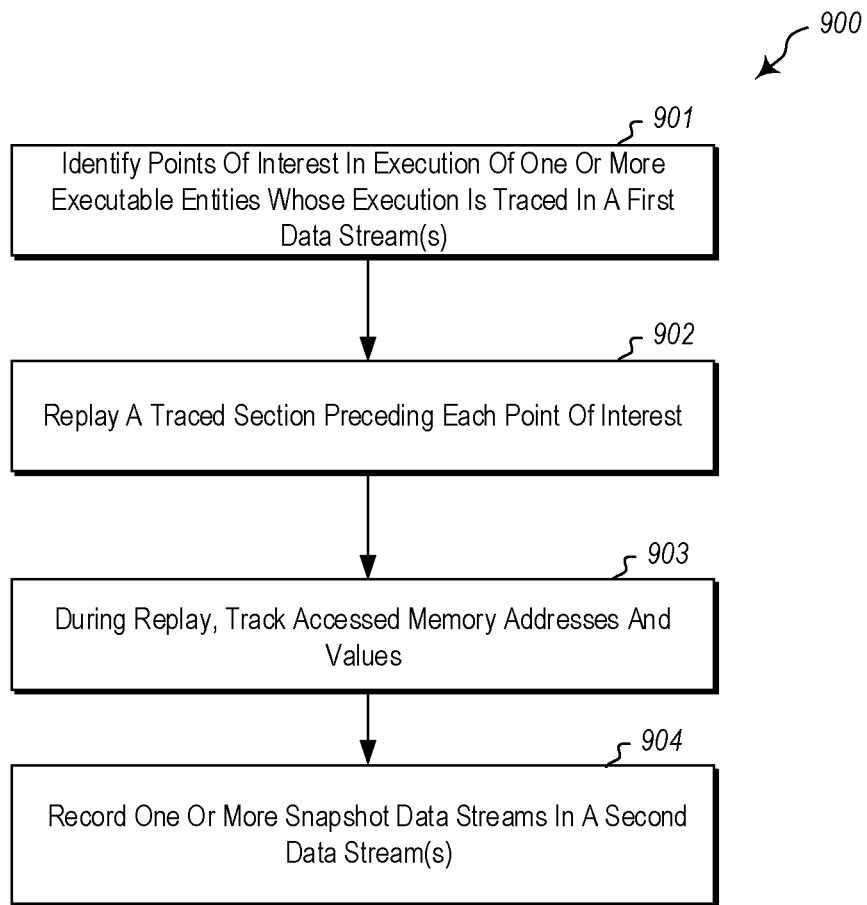 900
901
Identify Points Of Interest In Execution Of One Or More
Executable Entities Whose Execution Is Traced In A First
Data Stream(s)
902
Replay A Traced Section Preceding Each Point Of Interest
903
During Replay, Track Accessed Memory Addresses And
Values
904
Record One Or More Snapshot Data Streams In A Second
Data Stream(s)